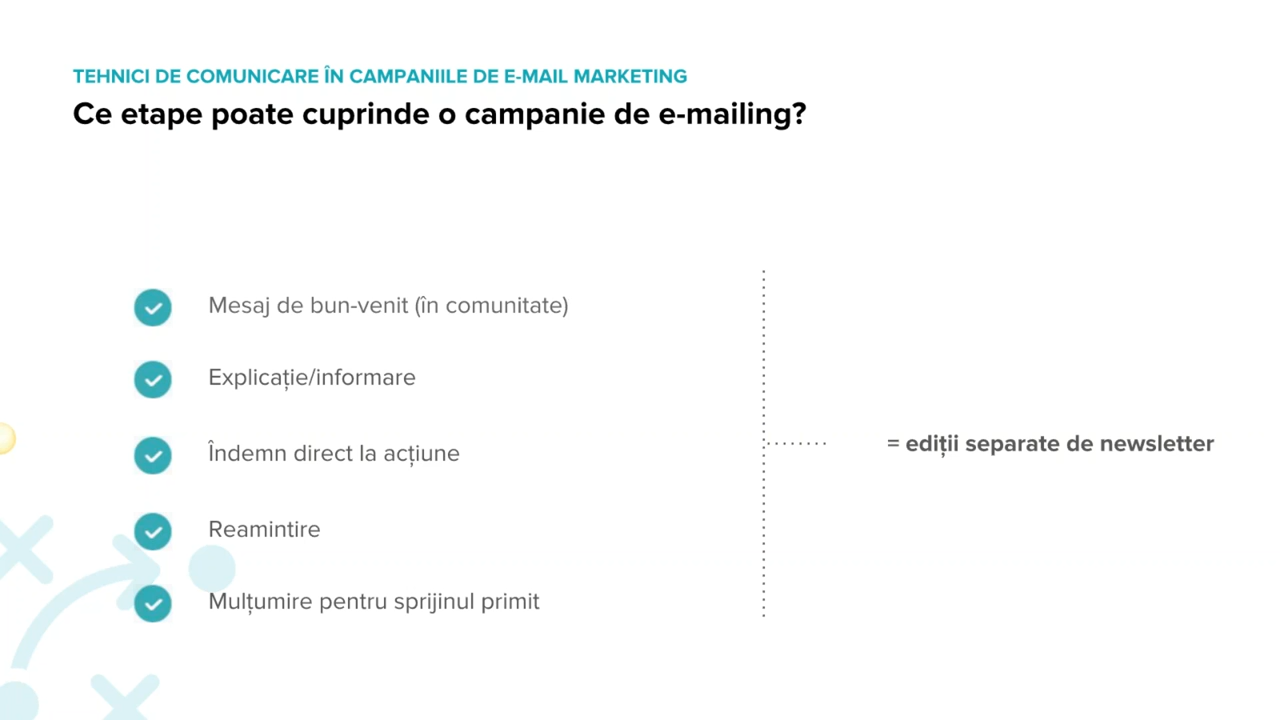 TEHNICI DE COMUNICARE ÎN CAMPANIILE DE E-MAIL MARKETING
Ce etape poate cuprinde o campanie de e-mailing?
Mesaj de bun-venit (în comunitate)
Explicație/informare
Îndemn direct la acțiune
= ediții separate de newsletter
Reamintire
Mulțumire pentru sprijinul primit